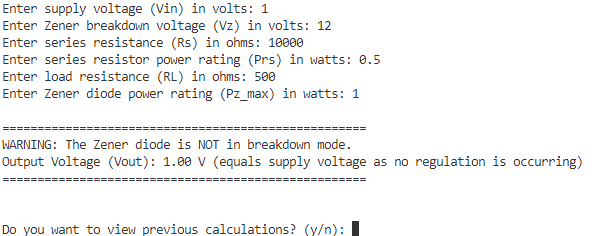 Enter supply voltage (Vin) in volts: 1
Enter Zener breakdown voltage (Vz) in volts: 12
Enter series resistance (Rs) in ohms: 10000
Enter series resistor power rating (Prs) in watts: 0.5
Enter load resistance (RL) in ohms: 500
Enter Zener diode power rating (Pz_max) in watts: 1
====================================================
WARNING: The Zener diode is NOT in breakdown mode.
Output Voltage (Vout): 1.00 V (equals supply voltage as no regulation is occurring)
====================================================
Do you want to view previous calculations? (y/n):